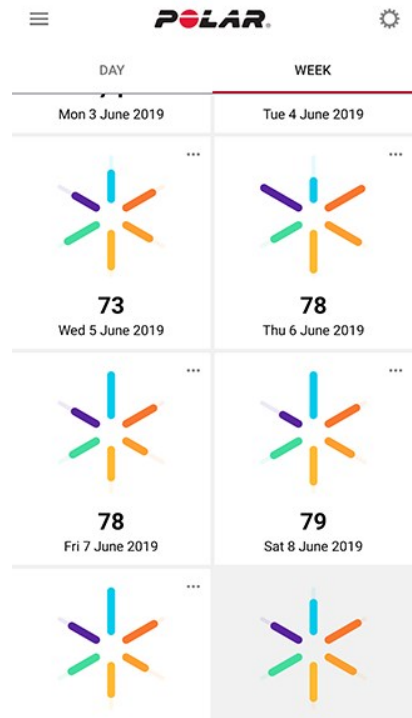 POLAR
DAY WEEK
Mon 3 June 2019 Tue 4 June 2019
73 78
Wed 5 June 2019 Thu 6 June 2019
78 79
Fri 7 June 2019 Sat 8 June 2019